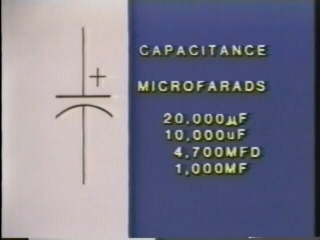 +
CAPACITANCE
MICROFARADS
20,000µF
10,000uF
4,700MFD
1,000MF